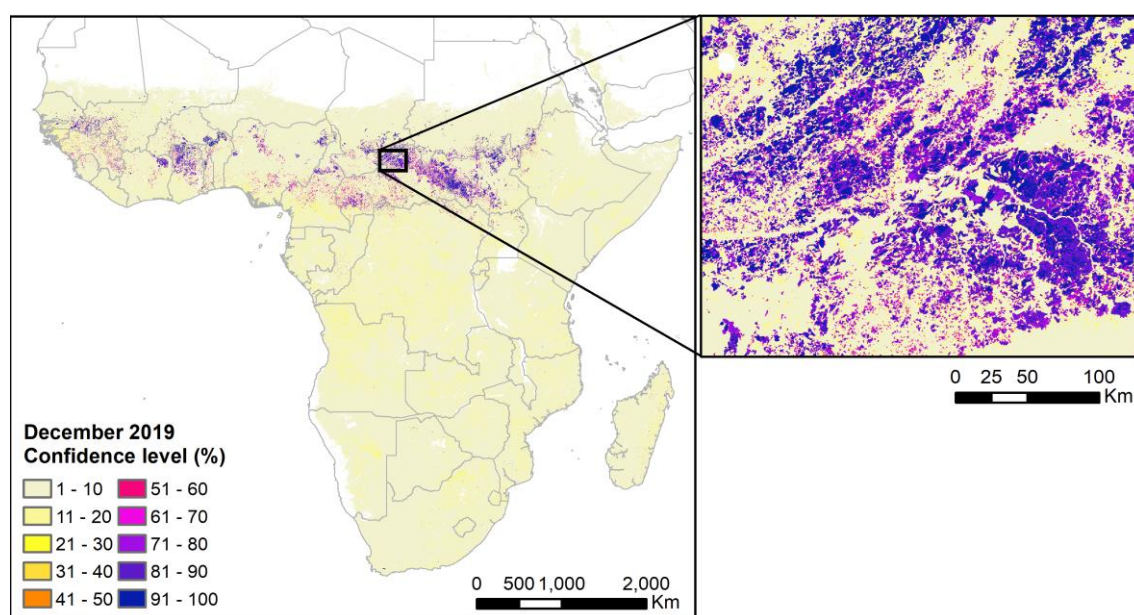 December 2019
Confidence level (%)
1 - 10
51 - 60
11 - 20
61 - 70
21 - 30
71 - 80
31 - 40
81 - 90
41 - 50
91 - 100
0 500 1,000 2,000
Km
0 25 50 100
Km